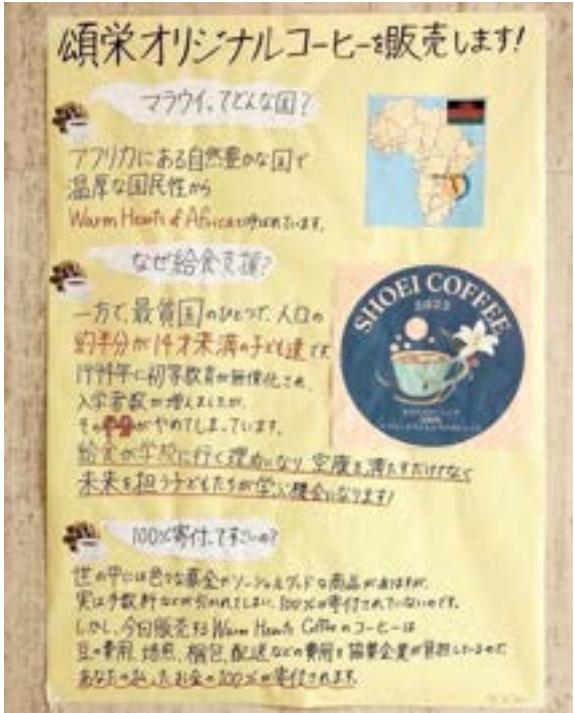 頌栄オリジナルコーヒーを販売します!
マラウイってどんな国?
アフリカにある自然豊かな国で
温厚な国民性から
Warm Heart of Africaと呼ばれています。
なぜ給食支援?
一方で、最貧国のひとつで、人口の
約半分が14才未満の子ども達です
1994年に初等教育が無償化され、
入学者数が増えましたが、
その半分がやめてしまっています。
給食が学校に行く理由になり、空腹を満たすだけでなく
未来を担う子どもたちが学ぶ機会になります!
SHOEI COFFEE
2022
100%
100%寄付ってすごいの?
世の中には色々な募金やソーシャルグッドな商品がありますが、
実は手数料などが引かれてしまい、100%が寄付されていないのです。
しかし、今回販売するWarm Hearts Coffeeのコーヒーは
豆の費用、焙煎、梱包、配送などの費用を協業企業が負担しているので
あなたの払ったお金の100%が寄付されます。